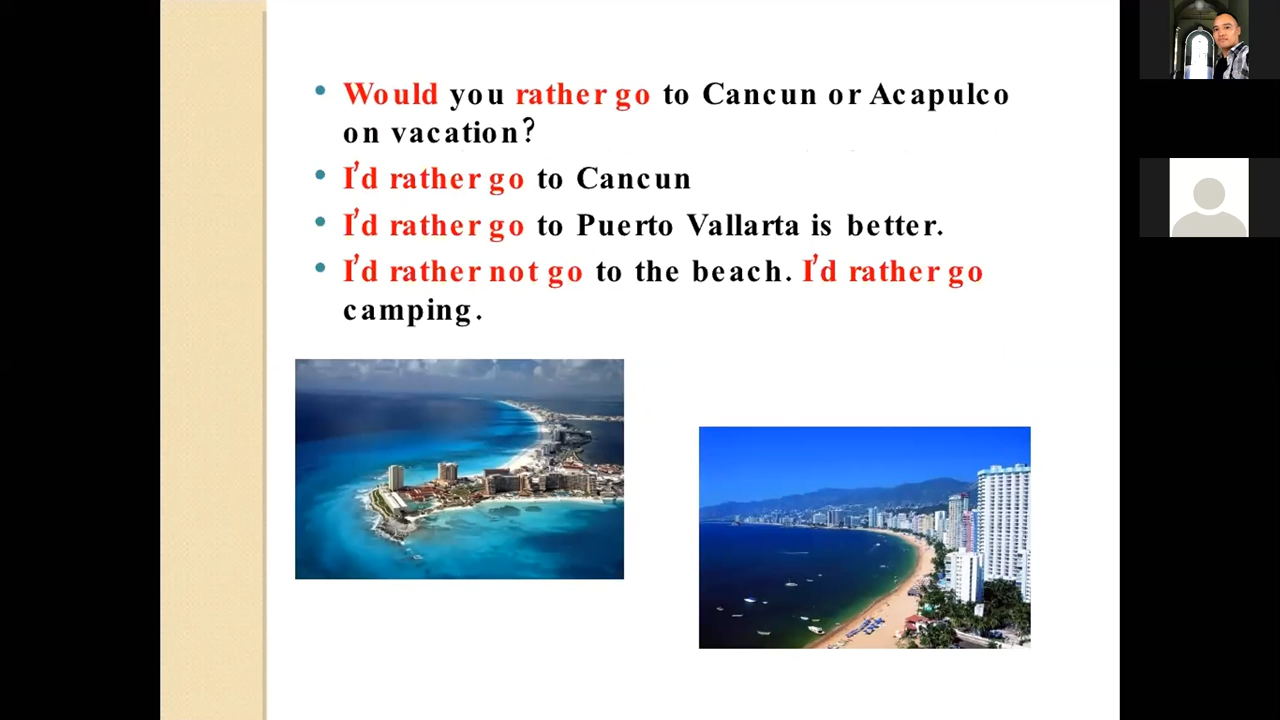 • Would you rather go to Cancun or Acapulco
on vacation?
• I'd rather go to Cancun
• I'd rather go to Puerto Vallarta is better.
• I'd rather not go to the beach. I'd rather go
camping.